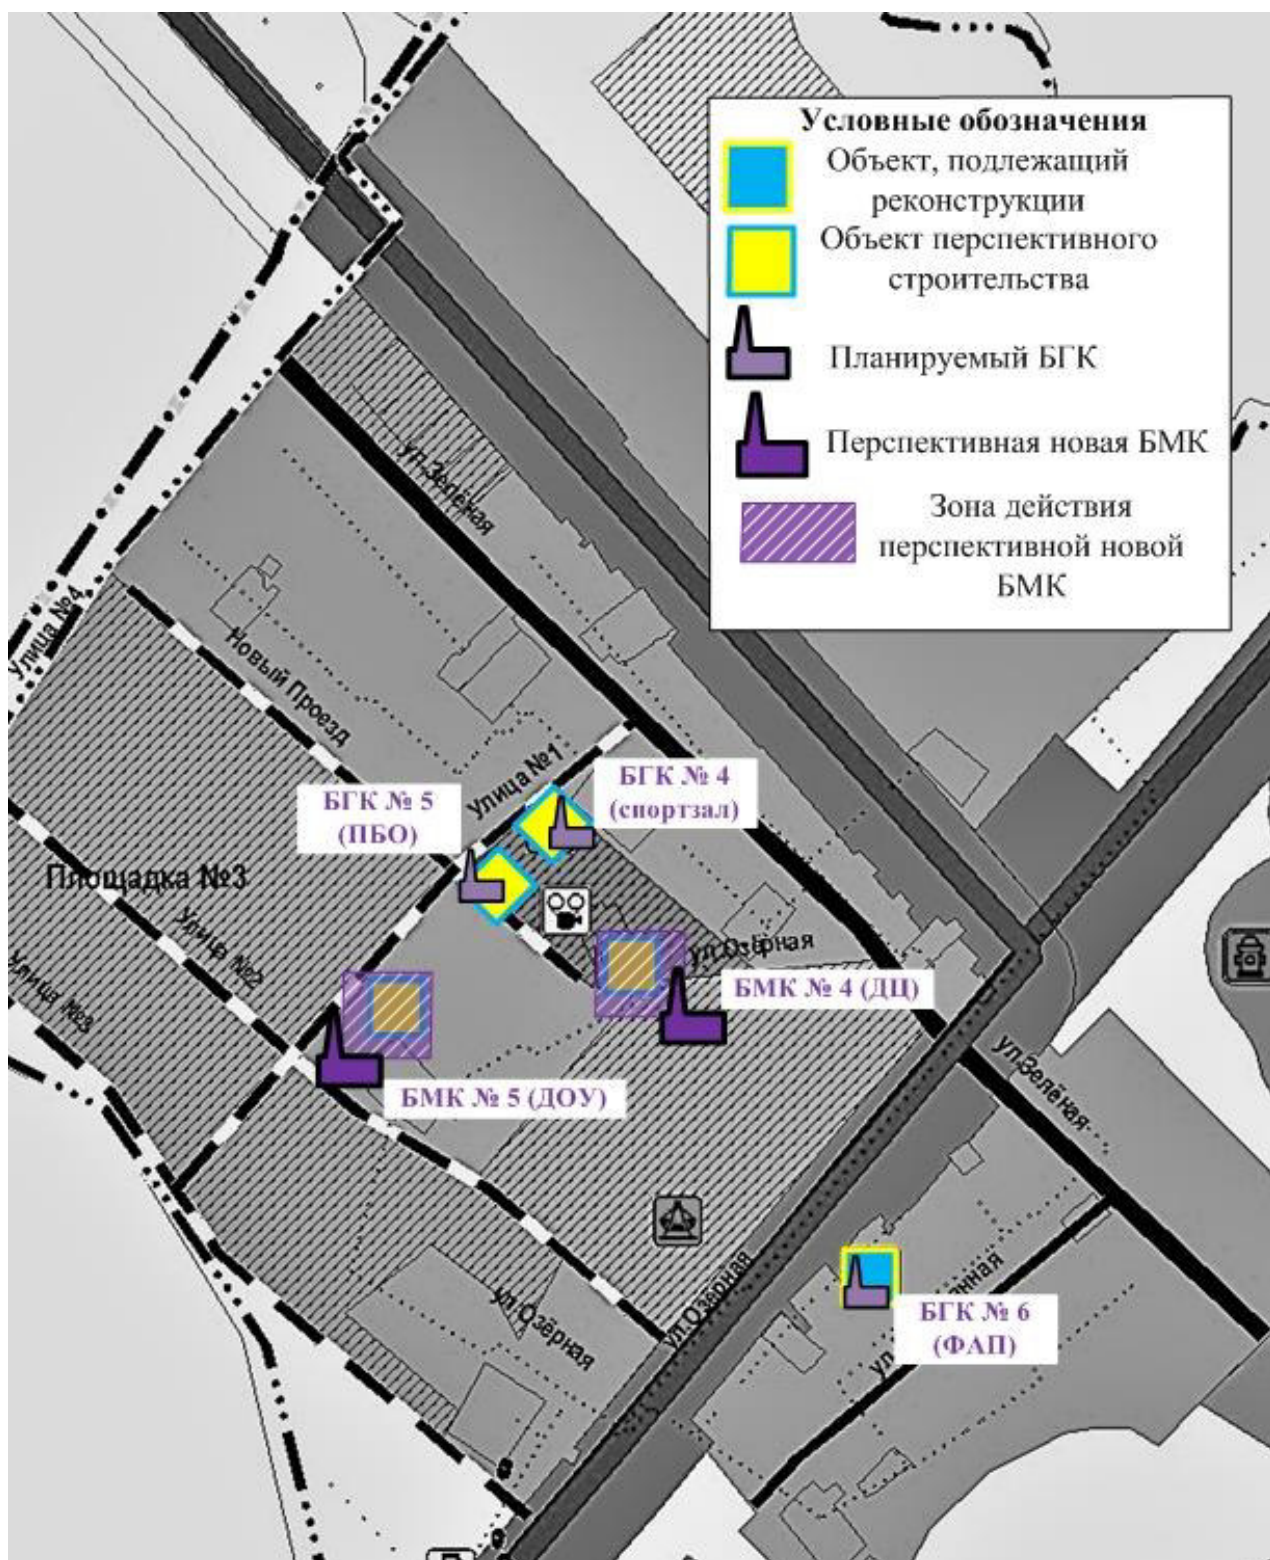 Условные обозначения
Объект, подлежащий
реконструкции
Объект перспективного
строительства
Планируемый БГК
Перспективная новая БМК
Зона действия
перспективной новой
БМК
ул.Зелёная
Улица №4
Новый Проезд
Улица №1
БГК № 4
(спортзал)
БГК № 5
(ПБО)
Площадка №3
Улица №2
ул.Озёрная
Улица №3
БМК № 4 (ДЦ)
ул.Зелёная
БМК № 5 (ДОУ)
ул.Озёрная
ул.Озёрная
БГК № 6
(ФАП)